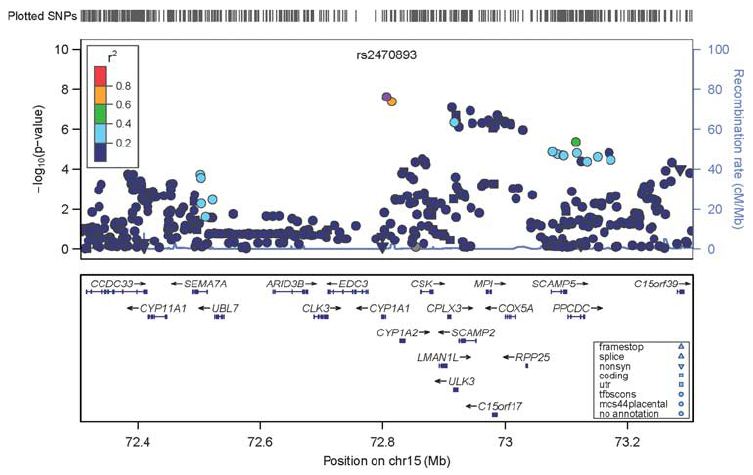 Plotted SNPs
rs2470893
r²
0.8
0.6
0.4
0.2
10
8
6
4
2
0
−log10(p−value)
100
80
60
40
20
0
Recombination rate (cM/Mb)
CCDC33 SEMA7A ARID3B EDC3 CSK MPI SCAMP5 C15orf39
CYP11A1 UBL7 CLK3 CYP1A1 CPLX3 COX5A PPCDC
CYP1A2 SCAMP2
LMAN1L RPP25
ULK3
C15orf17
framestop
splice
nonsyn
coding
utr
tfbscons
mcs44placental
no annotation
72.4 72.6 72.8 73 73.2
Position on chr15 (Mb)